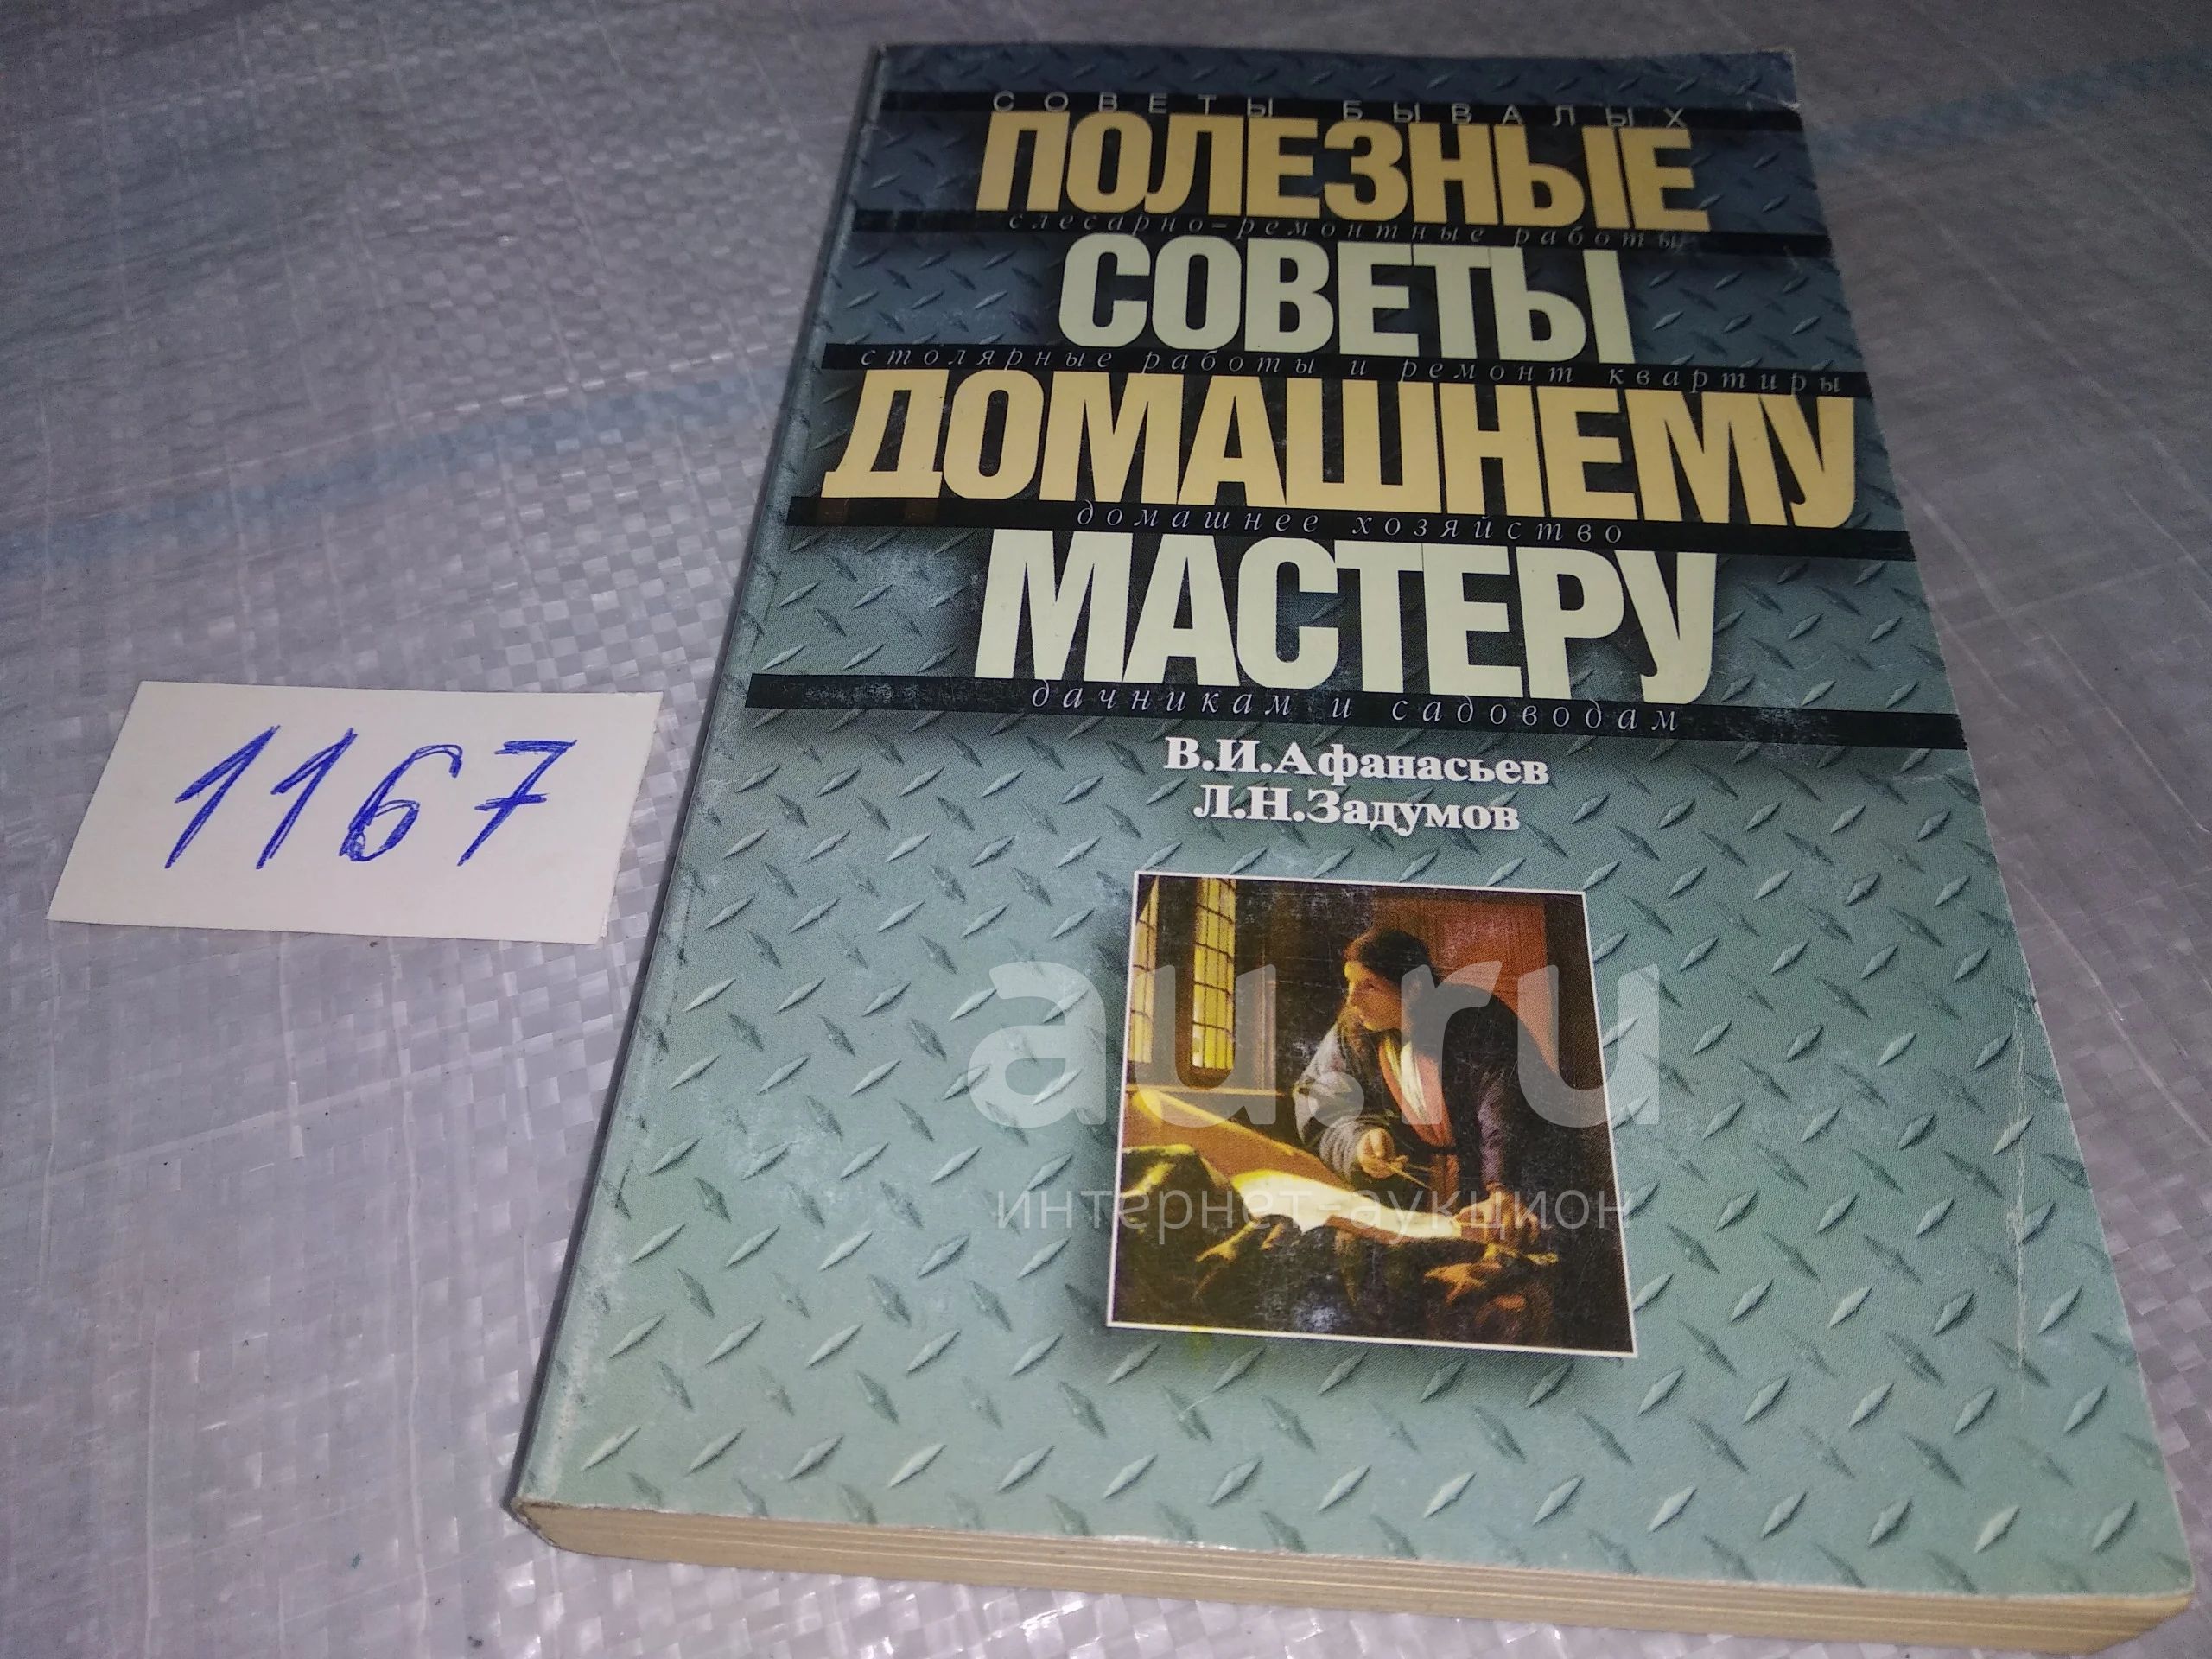 СОВЕТЫ БЫВАЛЫХ
ПОЛЕЗНЫЕ
слесарно-ремонтные работы
СОВЕТЫ
столярные работы и ремонт квартиры
ДОМАШНЕМУ
домашнее хозяйство
МАСТЕРУ
дачникам и садоводам
В.И.Афанасьев
Л.Н.Задумов
1167
au.ru
интернет-аукцион